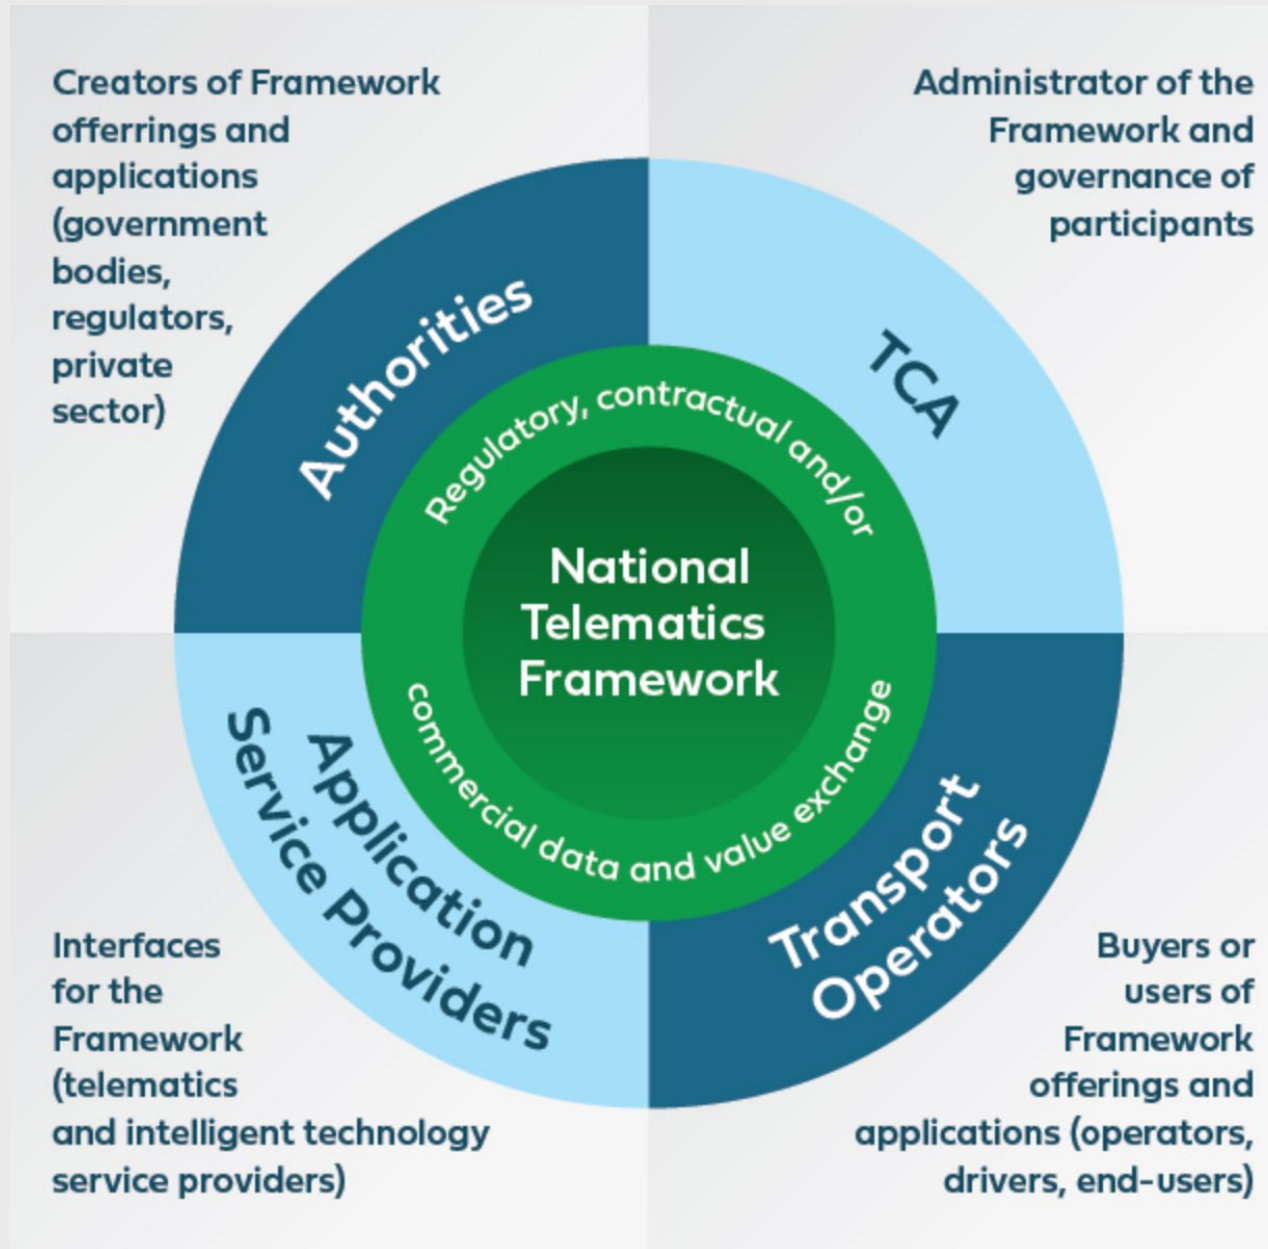 Creators of Framework
offerrings and
applications
(government
bodies,
regulators,
private
sector)
Administrator of the
Framework and
governance of
participants
Authorities
TCA
Regulatory, contractual and/or
National
Telematics
Framework
commercial data and value exchange
Application
Service Providers
Transport
Operators
Interfaces
for the
Framework
(telematics
and intelligent technology
service providers)
Buyers or
users of
Framework
offerings and
applications (operators,
drivers, end-users)